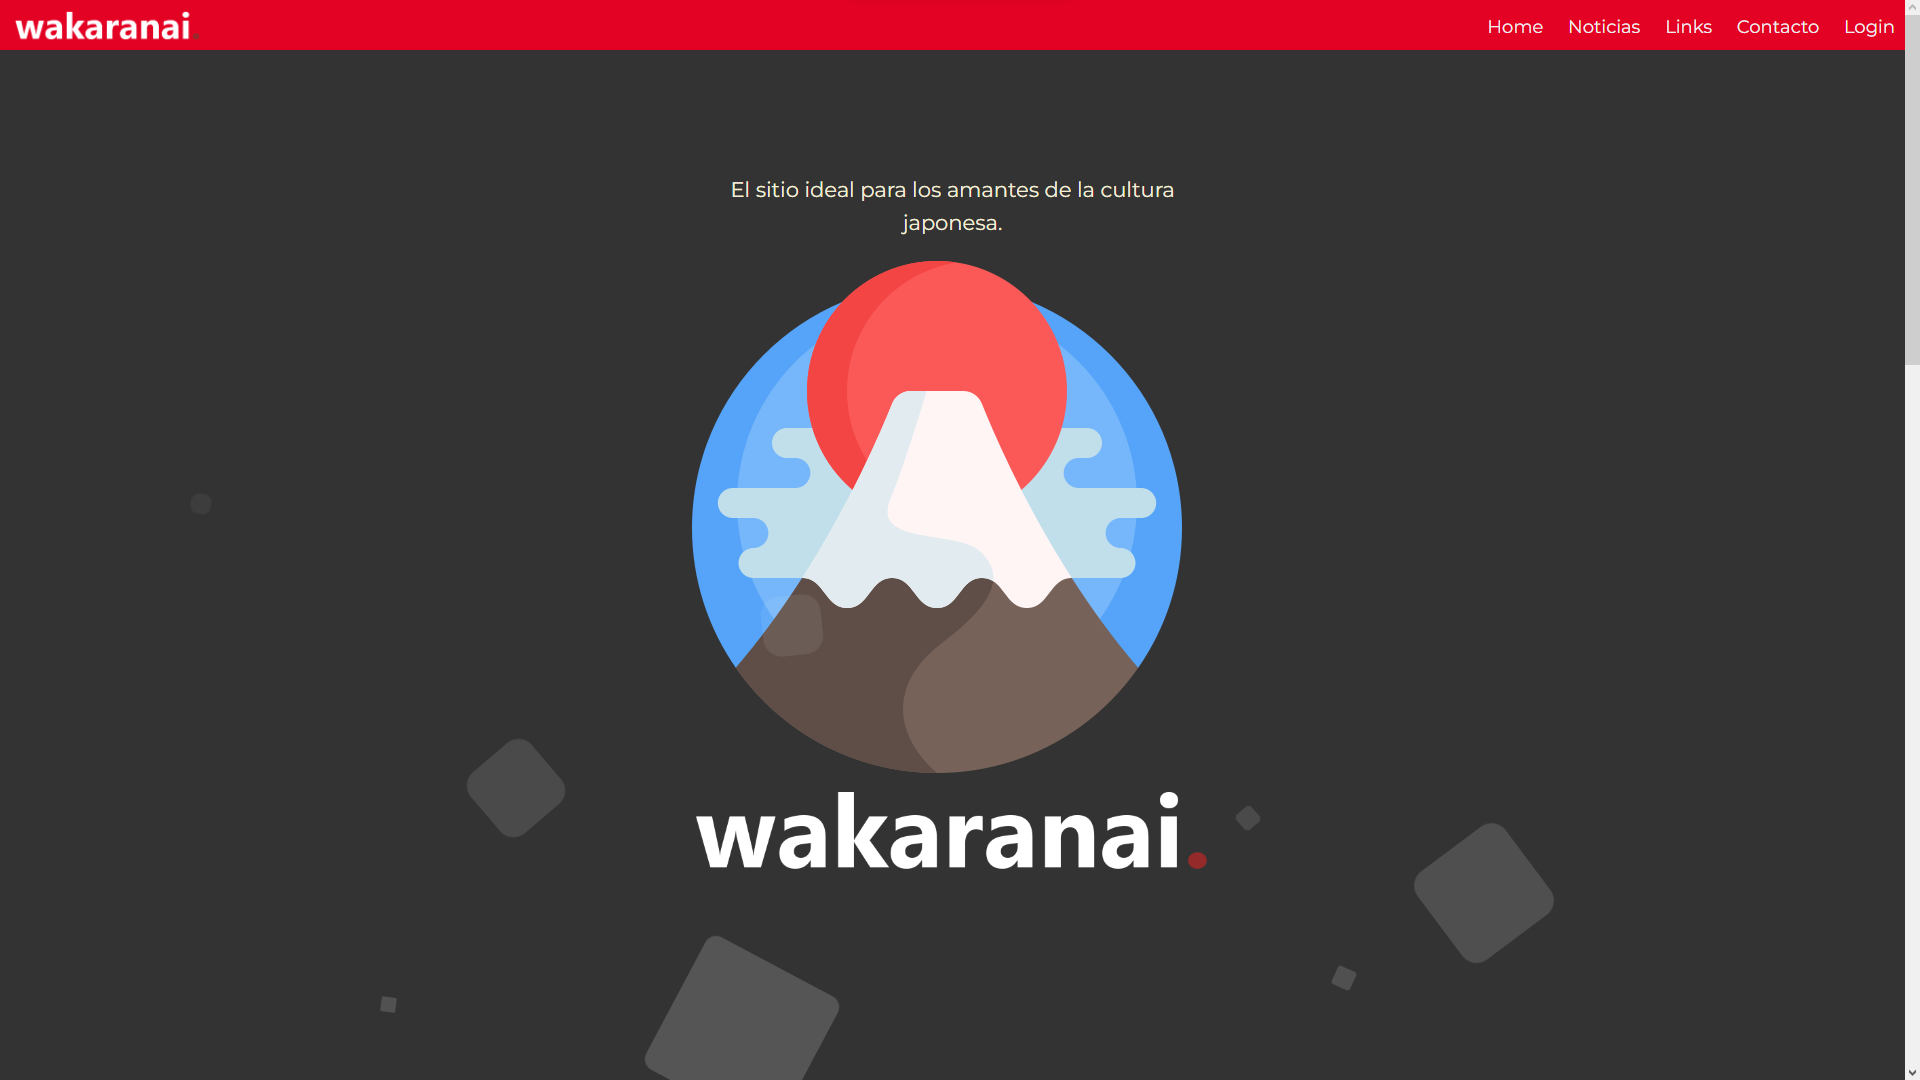 wakaranai.
Home Noticias Links Contacto Login
El sitio ideal para los amantes de la cultura
japonesa.
wakaranai.